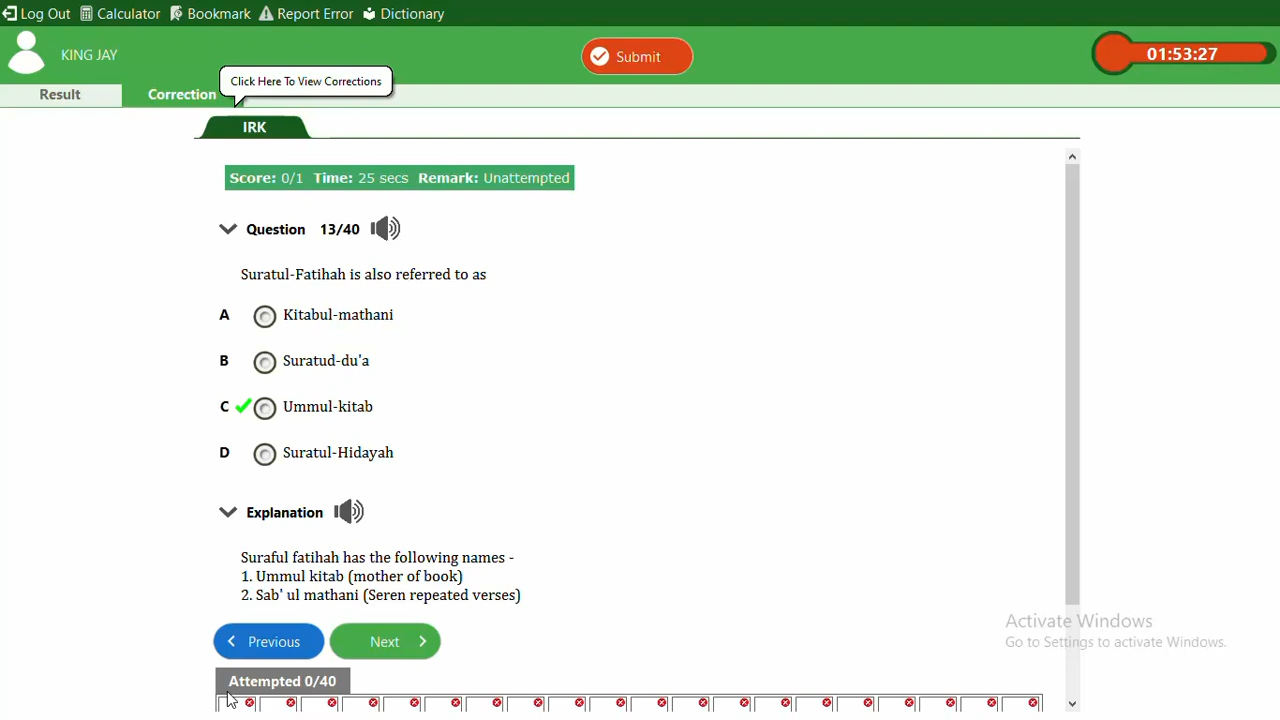 Log Out Calculator Bookmark Report Error Dictionary
KING JAY
Submit
01:53:27
Click Here To View Corrections
Result
Correction
IRK
Score: 0/1 Time: 25 secs Remark: Unattempted
Question 13/40
Suratul-Fatihah is also referred to as
A Kitabul-mathani
B Suratud-du'a
C Ummul-kitab
D Suratul-Hidayah
Explanation
Suraful fatihah has the following names -
1. Ummul kitab (mother of book)
2. Sab' ul mathani (Seren repeated verses)
Previous Next
Activate Windows
Go to Settings to activate Windows.
Attempted 0/40